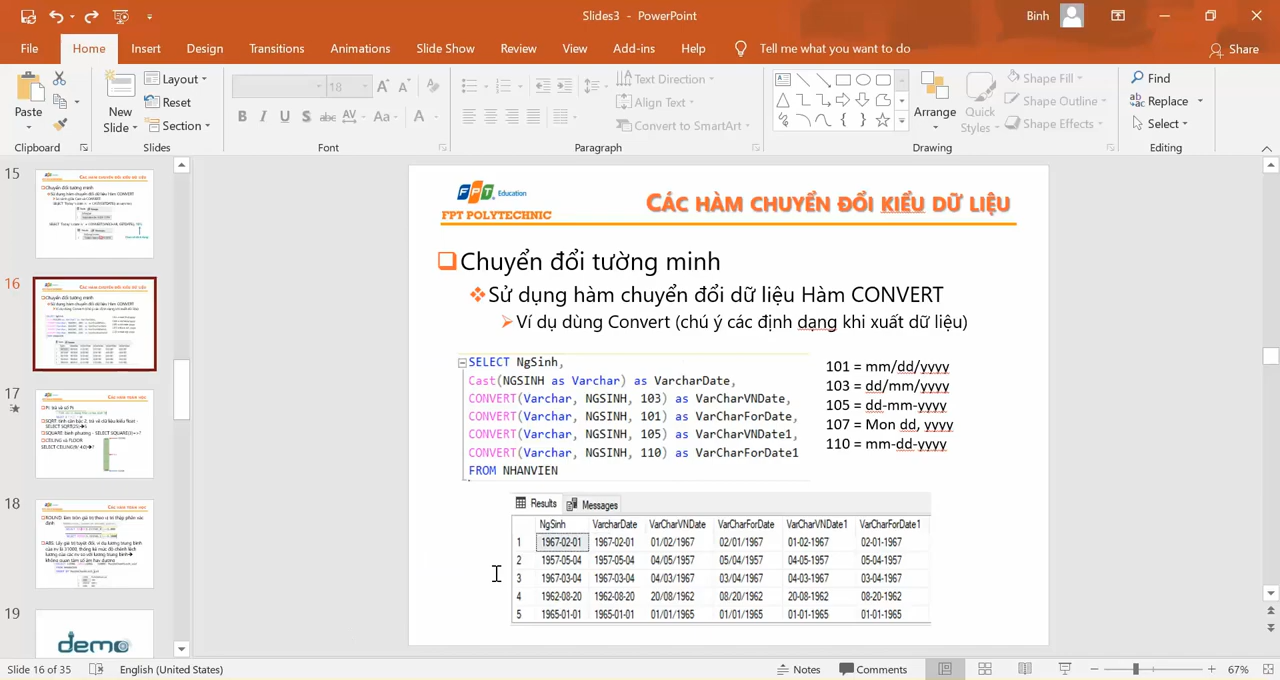 Slides3 - PowerPoint
Binh
File Home Insert Design Transitions Animations Slide Show Review View Add-ins Help Tell me what you want to do Share
Paste
Clipboard
New Slide
Layout
Reset
Section
Slides
18
Font
Text Direction
Align Text
Convert to SmartArt
Paragraph
Arrange
Quick Styles
Shape Fill
Shape Outline
Shape Effects
Drawing
Find
Replace
Select
Editing
15
16
17
18
19
demo
FPT Education
FPT POLYTECHNIC
CÁC HÀM CHUYỂN ĐỔI KIỂU DỮ LIỆU
Chuyển đổi tường minh
Sử dụng hàm chuyển đổi dữ liệu Hàm CONVERT
Ví dụ dùng Convert (chú ý các định dạng khi xuất dữ liệu)
SELECT NgSinh,
Cast(NGSINH as Varchar) as VarcharDate,
CONVERT(Varchar, NGSINH, 103) as VarCharVNDate,
CONVERT(Varchar, NGSINH, 101) as VarCharForDate,
CONVERT(Varchar, NGSINH, 105) as VarCharVNDate1,
CONVERT(Varchar, NGSINH, 110) as VarCharForDate1
FROM NHANVIEN
101 = mm/dd/yyyy
103 = dd/mm/yyyy
105 = dd-mm-yyyy
107 = Mon dd, yyyy
110 = mm-dd-yyyy
Results Messages
NgSinh VarcharDate VarCharVNDate VarCharForDate VarCharVNDate1 VarCharForDate1
1 1967-02-01 1967-02-01 01/02/1967 02/01/1967 01-02-1967 02-01-1967
2 1957-05-04 1957-05-04 04/05/1957 05/04/1957 04-05-1957 05-04-1957
3 1967-03-04 1967-03-04 04/03/1967 03/04/1967 04-03-1967 03-04-1967
4 1962-08-20 1962-08-20 20/08/1962 08/20/1962 20-08-1962 08-20-1962
5 1965-01-01 1965-01-01 01/01/1965 01/01/1965 01-01-1965 01-01-1965
Slide 16 of 35 English (United States) Notes Comments 67%